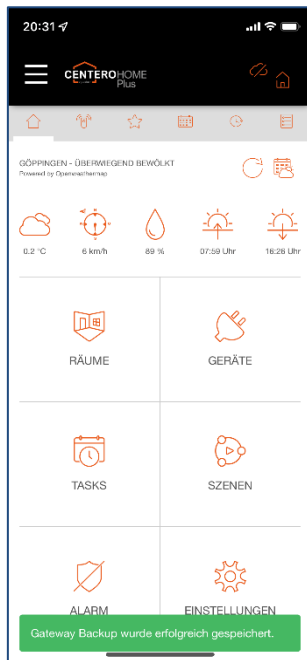 20:31
CENTEROHOME
Plus
GÖPPINGEN - ÜBERWIEGEND BEWÖLKT
Powered by Openweathermap
0.2 °C 6 km/h 89 % 07:59 Uhr 16:26 Uhr
RÄUME GERÄTE
TASKS SZENEN
ALARM EINSTELLUNGEN
Gateway Backup wurde erfolgreich gespeichert.